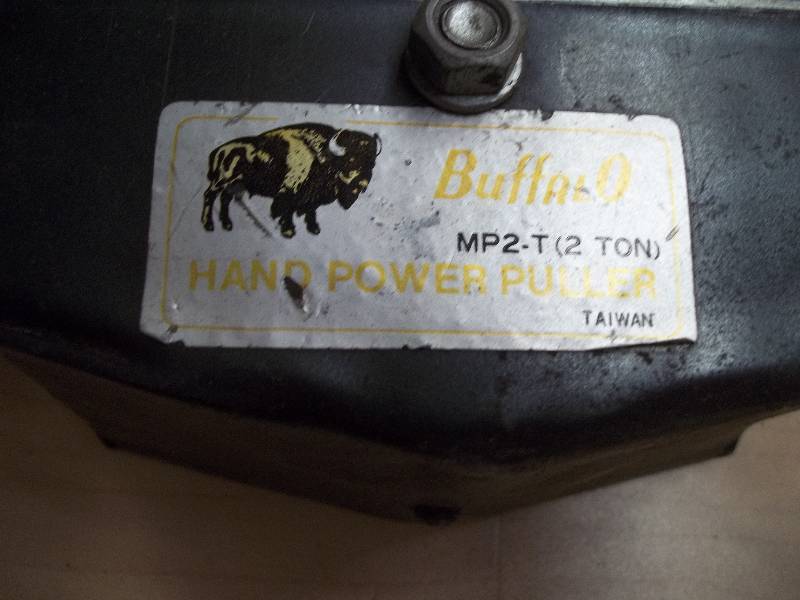 BuffaLO
MP2-T (2 TON)
HAND POWER PULLER
TAIWAN